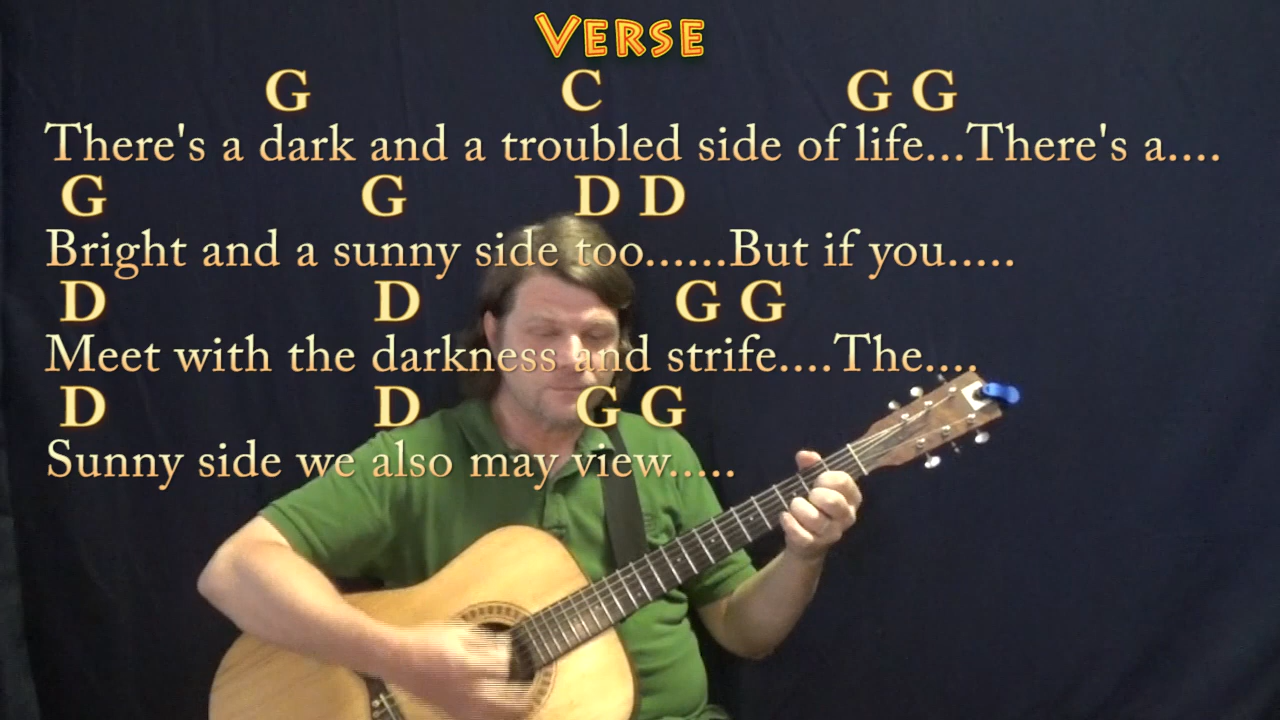 VERSE
G C G G
There's a dark and a troubled side of life...There's a....
G G D D
Bright and a sunny side too......But if you.....
D D G G
Meet with the darkness and strife....The....
D D G G
Sunny side we also may view.....